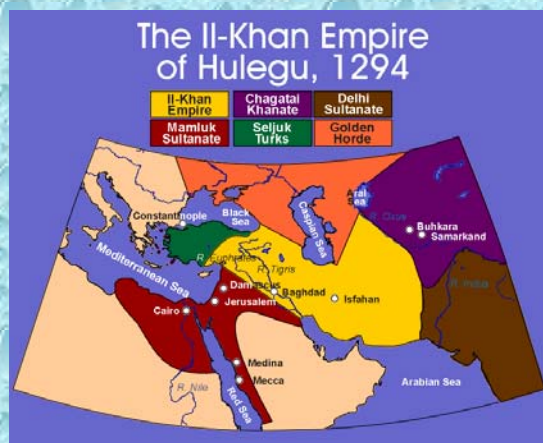 The Il-Khan Empire
of Hulegu, 1294
Il-Khan
Empire
Chagatai
Khanate
Delhi
Sultanate
Mamluk
Sultanate
Seljuk
Turks
Golden
Horde
Constantinople
Black
Sea
Caspian Sea
Aral
Sea
R. Oxus
Buhkara
Samarkand
Mediterranean Sea
R. Euphrates
R. Tigris
Damascus
Baghdad
Isfahan
R. Indus
Jerusalem
Cairo
Medina
Mecca
R. Nile
Red Sea
Arabian Sea